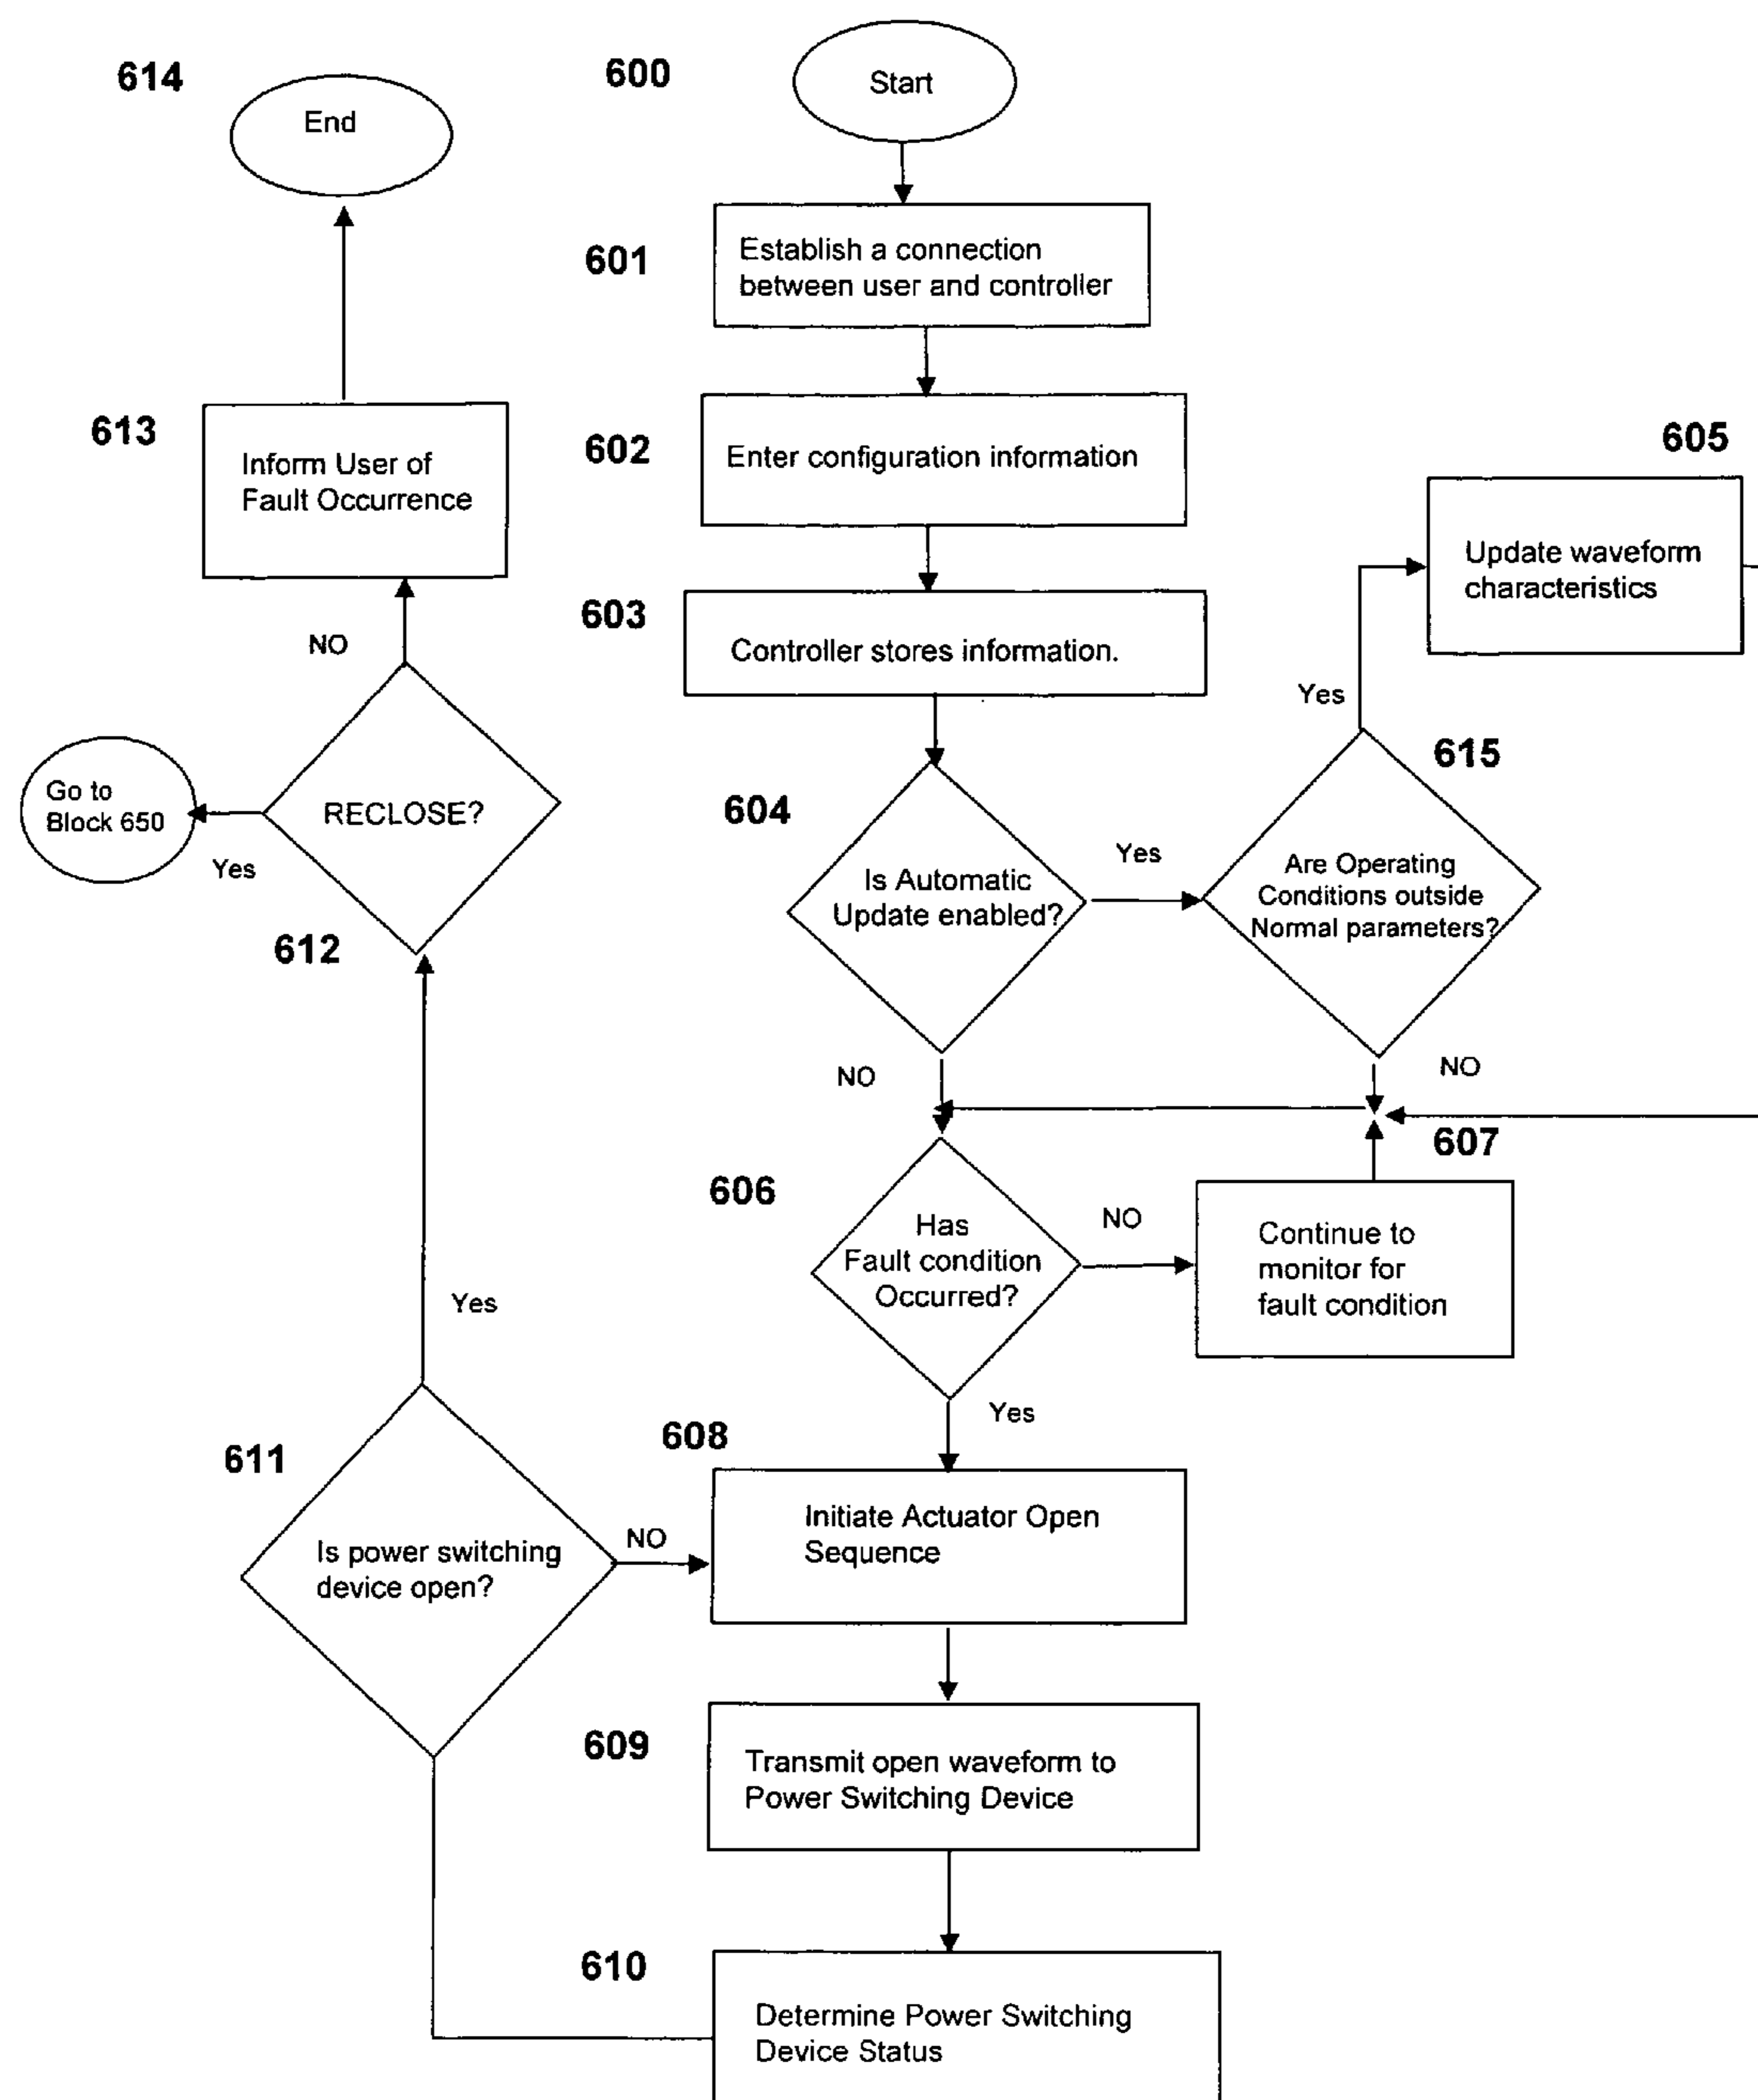 614
End
600
Start
601
Establish a connection
between user and controller
613
Inform User of
Fault Occurrence
602
Enter configuration information
605
Update waveform
characteristics
603
Controller stores information.
NO
Yes
Go to
Block 650
RECLOSE?
Yes
612
604
Is Automatic
Update enabled?
Yes
615
Are Operating
Conditions outside
Normal parameters?
NO
NO
607
606
Has
Fault condition
Occurred?
NO
Continue to
monitor for
fault condition
Yes
Yes
611
Is power switching
device open?
NO
608
Initiate Actuator Open
Sequence
609
Transmit open waveform to
Power Switching Device
610
Determine Power Switching
Device Status